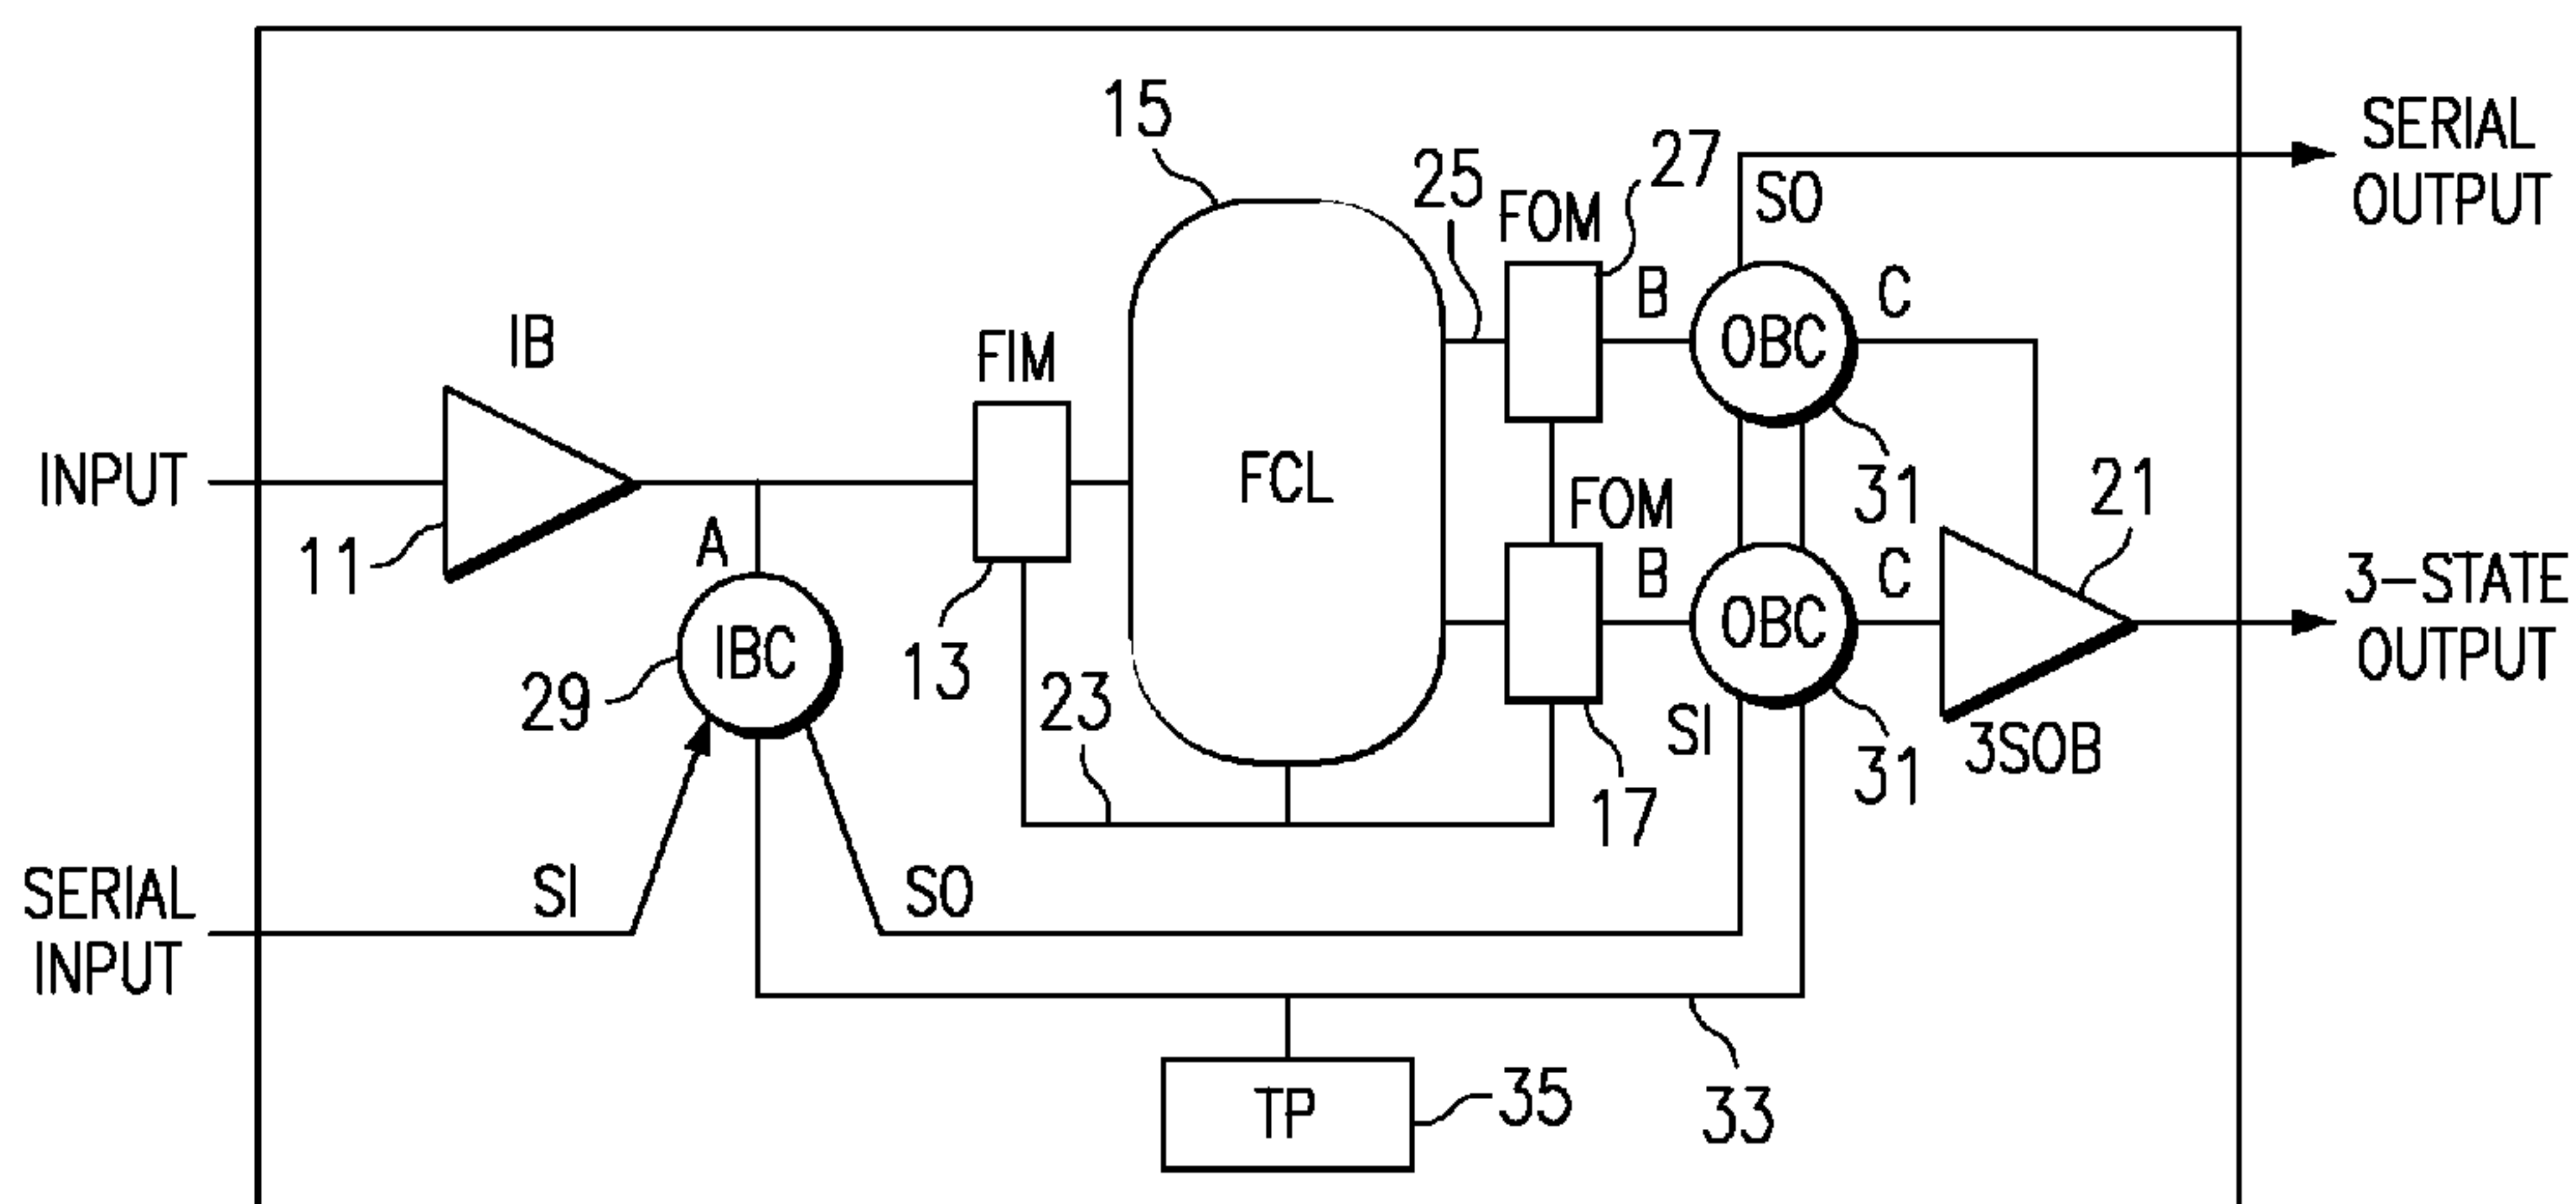 15
SERIAL
OUTPUT
27
25
SO
FOM
B
OBC
C
IB
FIM
INPUT
FCL
31
21
FOM
11
A
B
OBC
C
3-STATE
OUTPUT
IBC
29
13
23
SI
31
3SOB
17
SERIAL
INPUT
SI
SO
TP
35
33